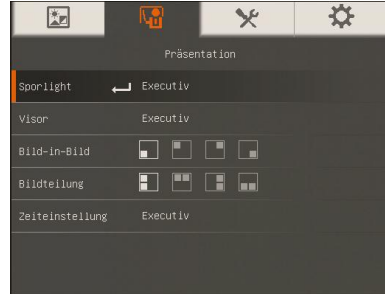 Präsentation
Sporlight Executiv
Visor Executiv
Bild-in-Bild
Bildteilung
Zeiteinstellung Executiv